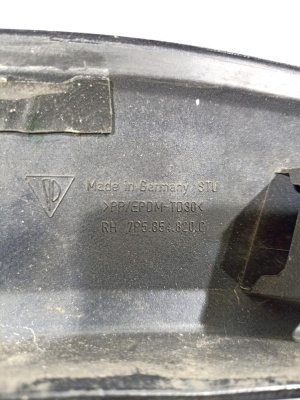 Made in Germany STU
>PP/EPDM-TD30<
RH 7P5.854.820.C